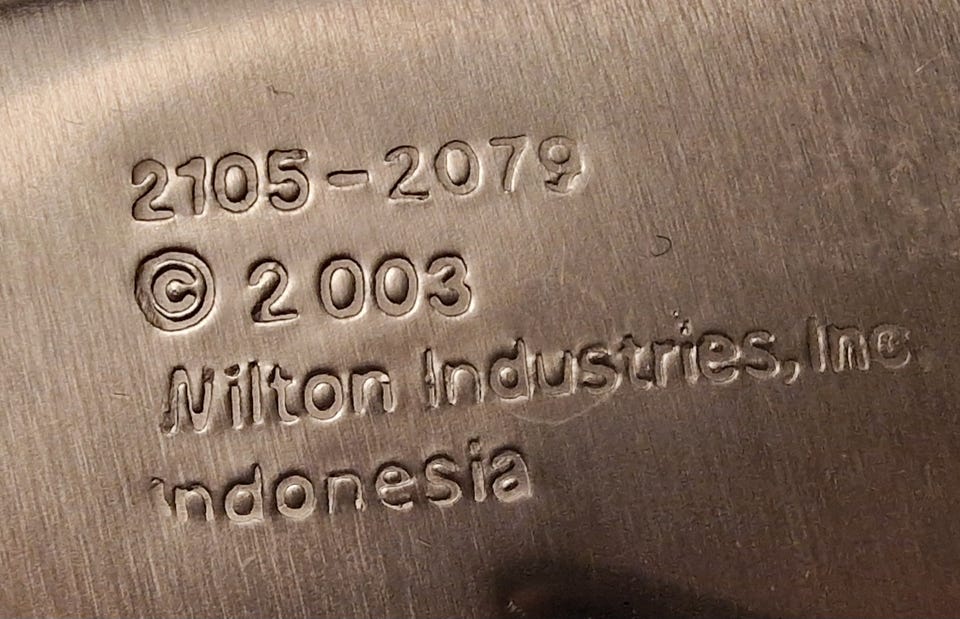 2105-2079
© 2003
Wilton Industries, Inc.
Indonesia